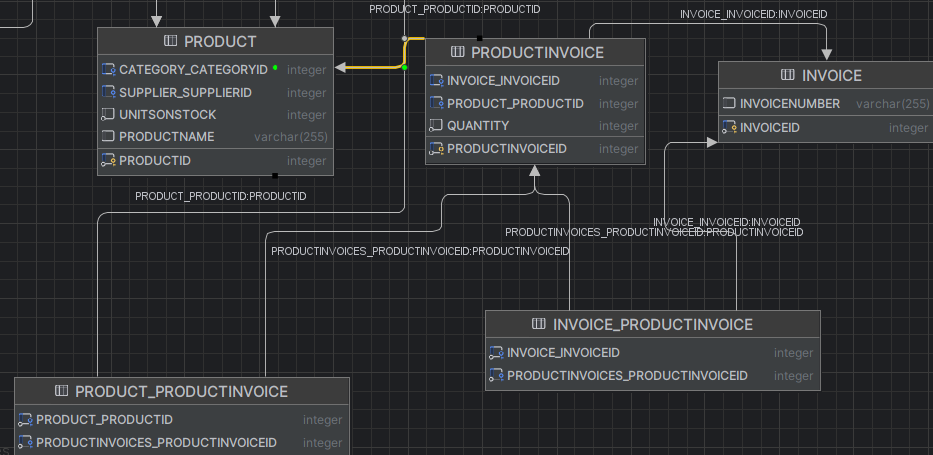 PRODUCT_PRODUCTID:PRODUCTID
INVOICE_INVOICEID:INVOICEID
PRODUCT
CATEGORY_CATEGORYID integer
SUPPLIER_SUPPLIERID integer
UNITSONSTOCK integer
PRODUCTNAME varchar(255)
PRODUCTID integer
PRODUCTINVOICE
INVOICE_INVOICEID integer
PRODUCT_PRODUCTID integer
QUANTITY integer
PRODUCTINVOICEID integer
INVOICE
INVOICENUMBER varchar(255)
INVOICEID integer
PRODUCT_PRODUCTID:PRODUCTID
INVOICE_INVOICEID:INVOICEID
PRODUCTINVOICES_PRODUCTINVOICEID:PRODUCTINVOICEID
PRODUCTINVOICES_PRODUCTINVOICEID:PRODUCTINVOICEID
INVOICE_PRODUCTINVOICE
INVOICE_INVOICEID integer
PRODUCTINVOICES_PRODUCTINVOICEID integer
PRODUCT_PRODUCTINVOICE
PRODUCT_PRODUCTID integer
PRODUCTINVOICES_PRODUCTINVOICEID integer